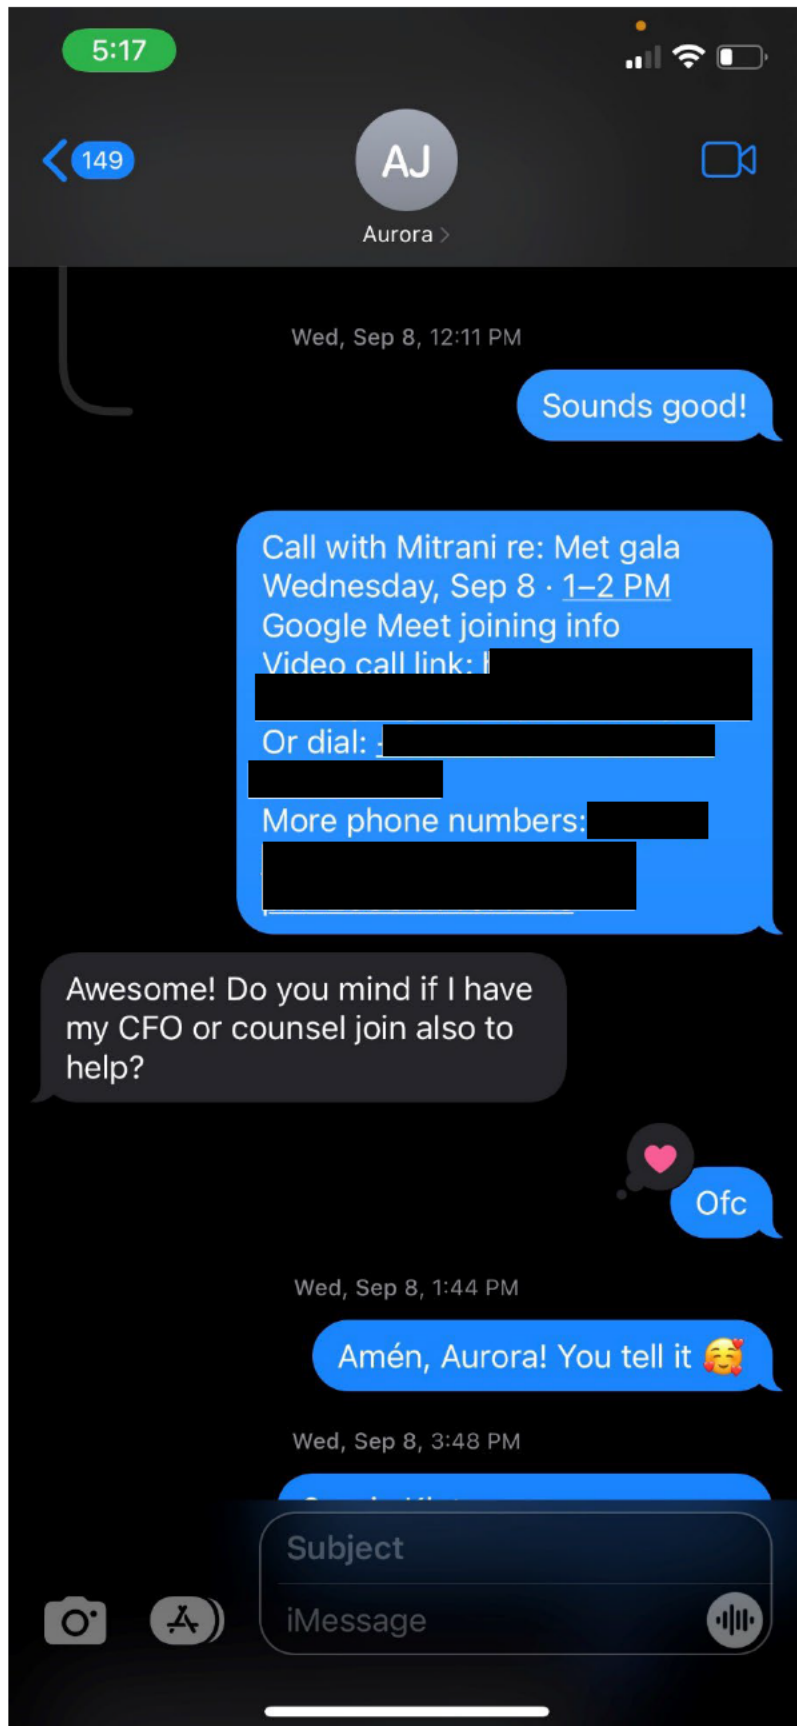 5:17
149
AJ
Aurora
Wed, Sep 8, 12:11 PM
Sounds good!
Call with Mitrani re: Met gala
Wednesday, Sep 8 · 1–2 PM
Google Meet joining info
Video call link:
Or dial:
More phone numbers:
Awesome! Do you mind if I have
my CFO or counsel join also to
help?
Ofc
Wed, Sep 8, 1:44 PM
Amén, Aurora! You tell it 🥰
Wed, Sep 8, 3:48 PM
Subject
iMessage